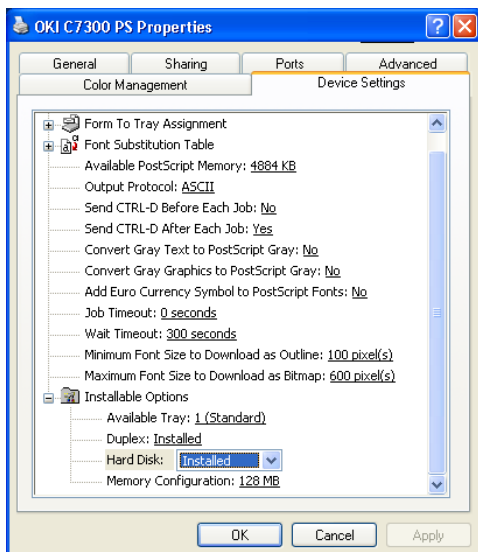 OKI C7300 PS Properties
General Sharing Ports Advanced
Color Management Device Settings
Form To Tray Assignment
Font Substitution Table
Available PostScript Memory: 4884 KB
Output Protocol: ASCII
Send CTRL-D Before Each Job: No
Send CTRL-D After Each Job: Yes
Convert Gray Text to PostScript Gray: No
Convert Gray Graphics to PostScript Gray: No
Add Euro Currency Symbol to PostScript Fonts: No
Job Timeout: 0 seconds
Wait Timeout: 300 seconds
Minimum Font Size to Download as Outline: 100 pixel(s)
Maximum Font Size to Download as Bitmap: 600 pixel(s)
Installable Options
Available Tray: 1 (Standard)
Duplex: Installed
Hard Disk: Installed
Memory Configuration: 128 MB
OK Cancel Apply